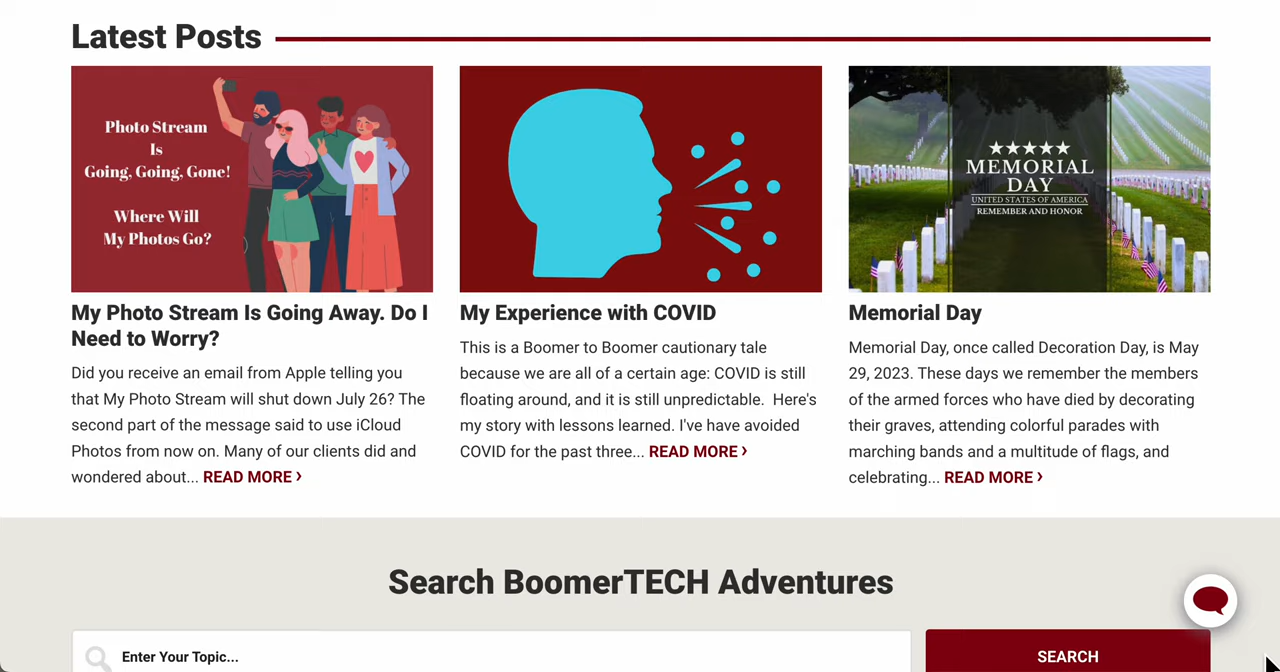 Latest Posts
Photo Stream
Is
Going, Going, Gone!
Where Will
My Photos Go?
MEMORIAL
DAY
UNITED STATES OF AMERICA
REMEMBER AND HONOR
My Photo Stream Is Going Away. Do I
Need to Worry?
Did you receive an email from Apple telling you
that My Photo Stream will shut down July 26? The
second part of the message said to use iCloud
Photos from now on. Many of our clients did and
wondered about... READ MORE ›
My Experience with COVID
This is a Boomer to Boomer cautionary tale
because we are all of a certain age: COVID is still
floating around, and it is still unpredictable.  Here's
my story with lessons learned. I've have avoided
COVID for the past three... READ MORE ›
Memorial Day
Memorial Day, once called Decoration Day, is May
29, 2023. These days we remember the members
of the armed forces who have died by decorating
their graves, attending colorful parades with
marching bands and a multitude of flags, and
celebrating... READ MORE ›
Search BoomerTECH Adventures
Enter Your Topic...
SEARCH